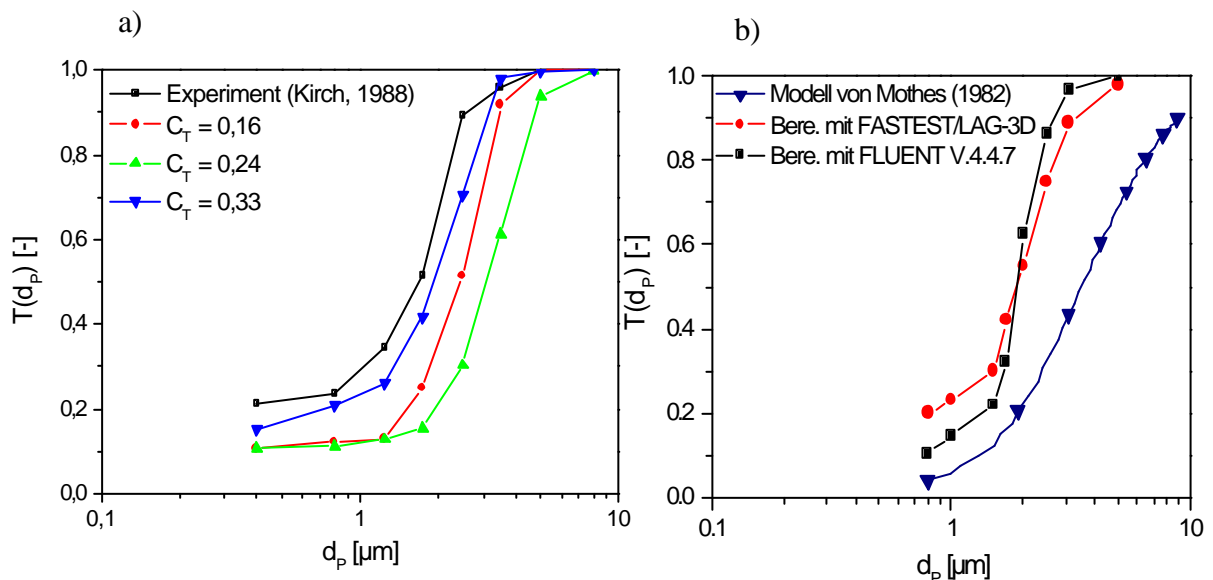 a)
1,0
0,8
0,6
0,4
0,2
0,0
T(d_P) [-]
Experiment (Kirch, 1988)
C_T = 0,16
C_T = 0,24
C_T = 0,33
0,1
1
10
d_P [µm]
b)
1.0
0.8
0.6
0.4
0.2
0.0
T(d_P) [-]
Modell von Mothes (1982)
Bere. mit FASTEST/LAG-3D
Bere. mit FLUENT V.4.4.7
0.1
1
10
d_P [µm]